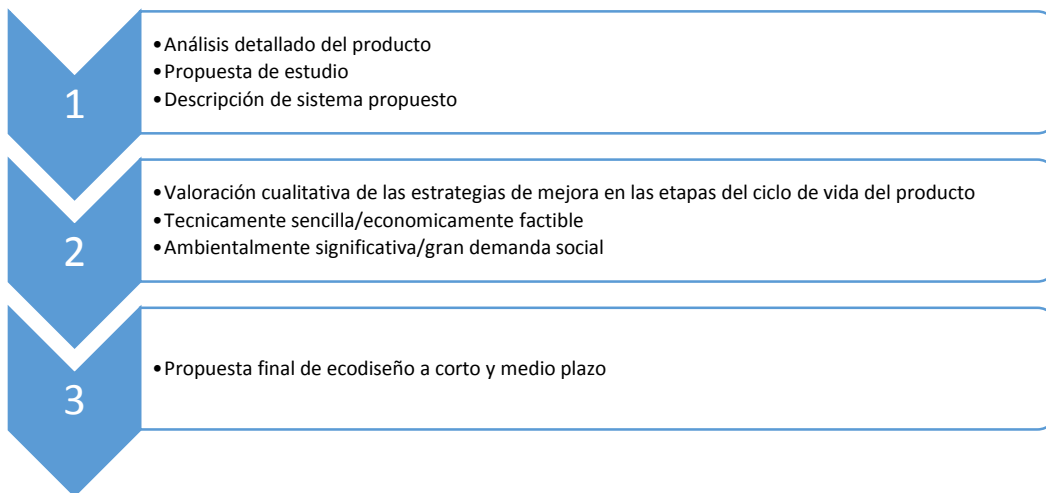 1
•Análisis detallado del producto
•Propuesta de estudio
•Descripción de sistema propuesto
2
•Valoración cualitativa de las estrategias de mejora en las etapas del ciclo de vida del producto
•Tecnicamente sencilla/economicamente factible
•Ambientalmente significativa/gran demanda social
3
•Propuesta final de ecodiseño a corto y medio plazo